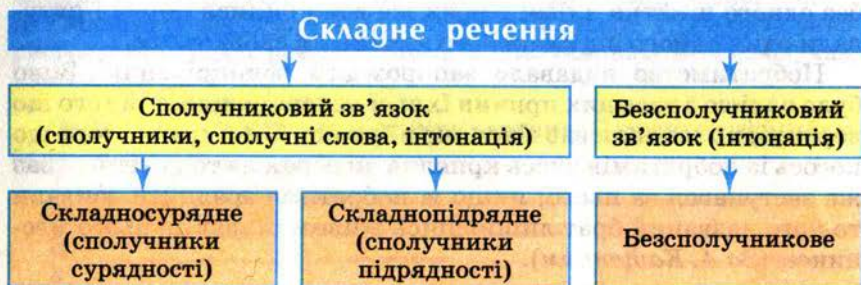 Складне речення
Сполучниковий зв’язок
(сполучники, сполучні слова, інтонація)
Безсполучниковий
зв’язок (інтонація)
Складносурядне
(сполучники
сурядності)
Складнопідрядне
(сполучники
підрядності)
Безсполучникове